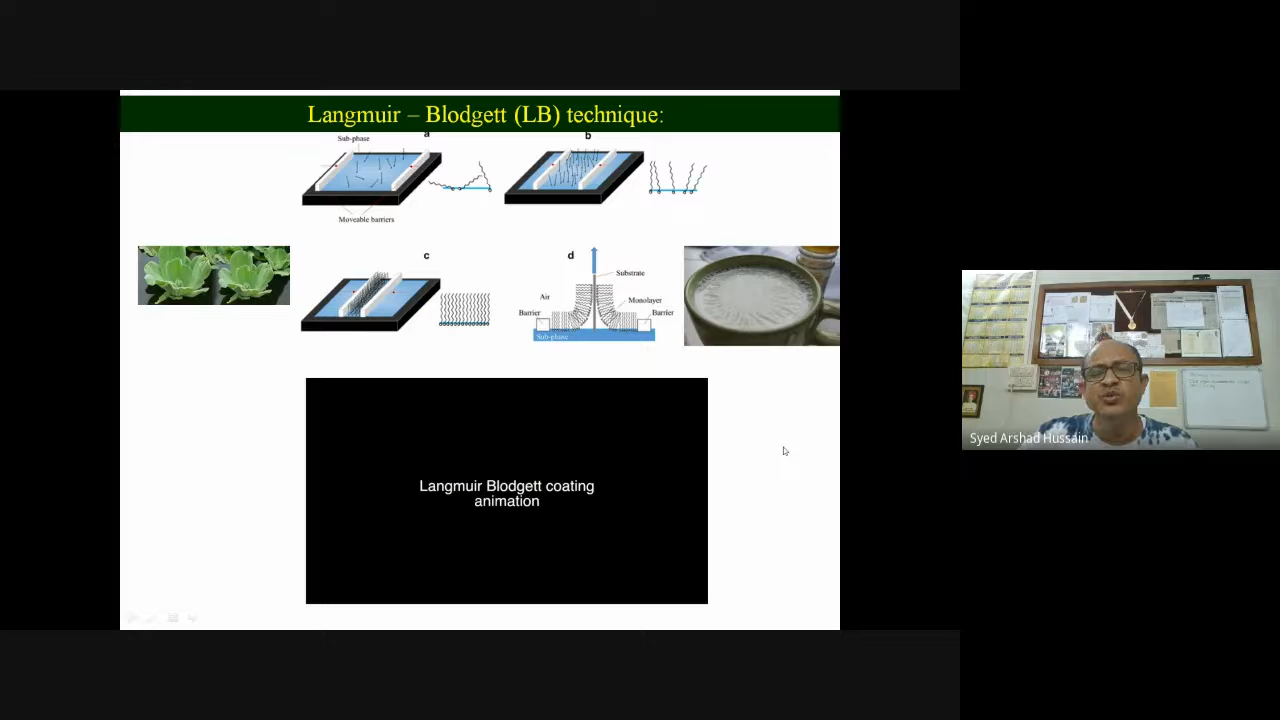 Langmuir – Blodgett (LB) technique:
a
Sub-phase
Moveable barriers
b
c
d
Substrate
Air
Monolayer
Barrier
Barrier
Sub-phase
Langmuir Blodgett coating
animation
Syed Arshad Hussain